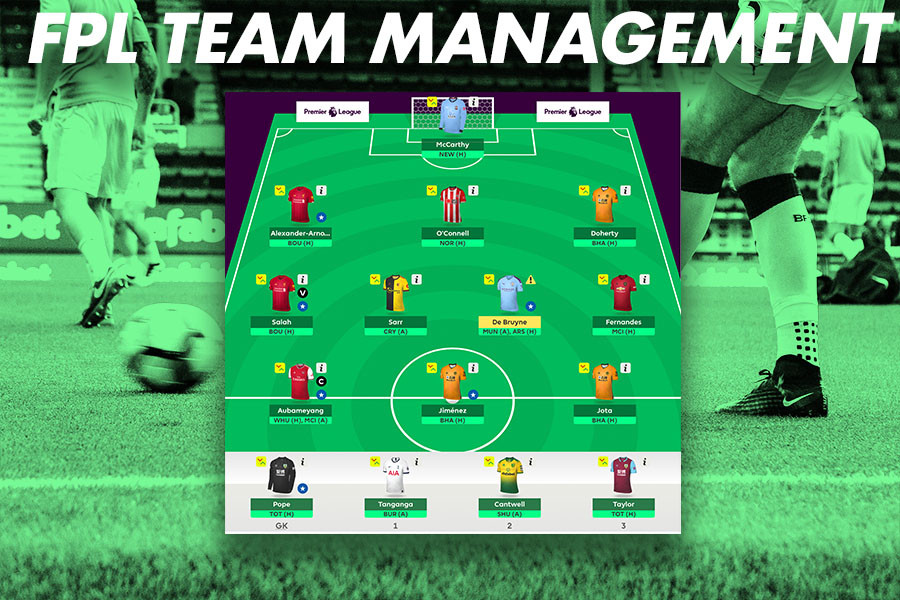 FPL TEAM MANAGEMENT
Premier League
Premier League
McCarthy
NEW (H)
Alexander-Arno...
BOU (H)
O'Connell
NOR (H)
Doherty
BHA (H)
V
Salah
BOU (H)
Sarr
CRY (A)
De Bruyne
MUN (A), ARS (H)
Fernandes
MCI (H)
C
Aubameyang
WHU (H), MCI (A)
Jiménez
BHA (H)
Jota
BHA (H)
Pope
TOT (H)
GK
AIA
Tanganga
BUR (A)
1
Cantwell
SHU (A)
2
Taylor
TOT (H)
3